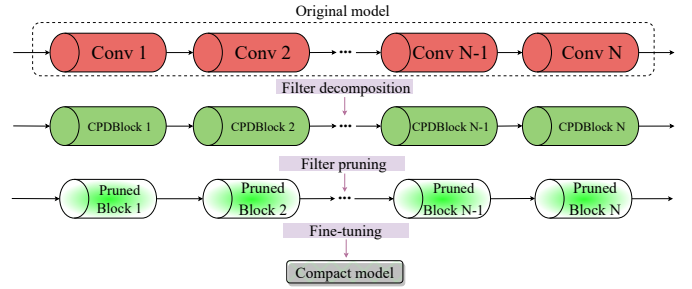 Original model
Conv 1 Conv 2 ... Conv N-1 Conv N
Filter decomposition
CPDBlock 1 CPDBlock 2 ... CPDBlock N-1 CPDBlock N
Filter pruning
Pruned Block 1 Pruned Block 2 ... Pruned Block N-1 Pruned Block N
Fine-tuning
Compact model